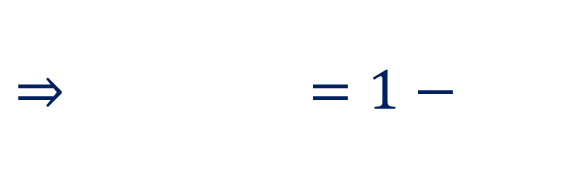 ⇒ = 1 −